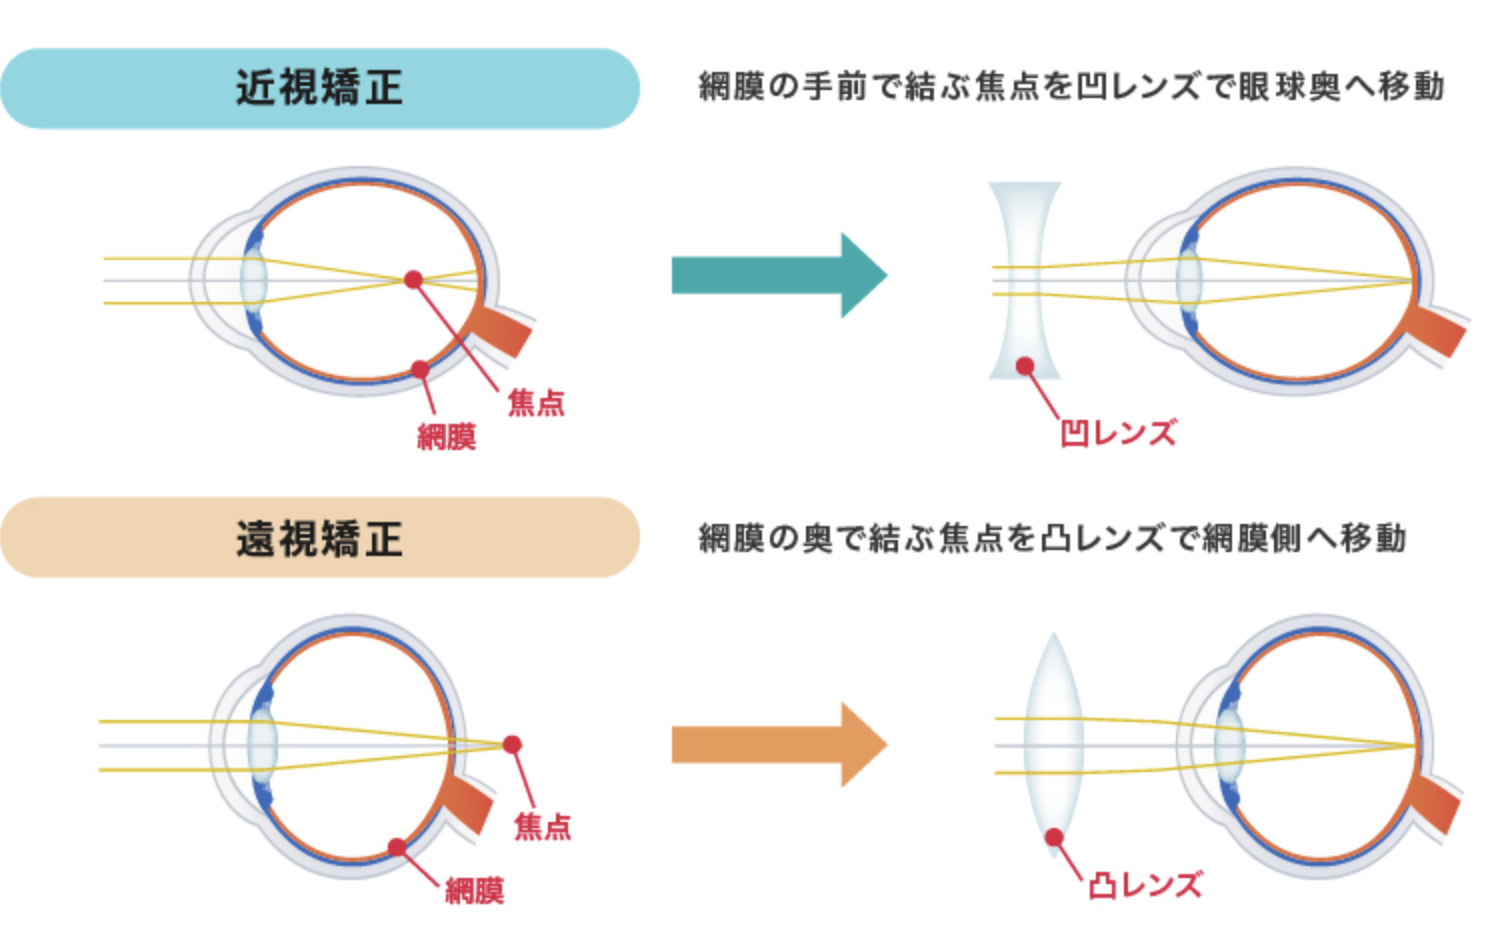 近視矯正
網膜の手前で結ぶ焦点を凹レンズで眼球奥へ移動
焦点
網膜
凹レンズ
遠視矯正
網膜の奥で結ぶ焦点を凸レンズで網膜側へ移動
焦点
網膜
凸レンズ